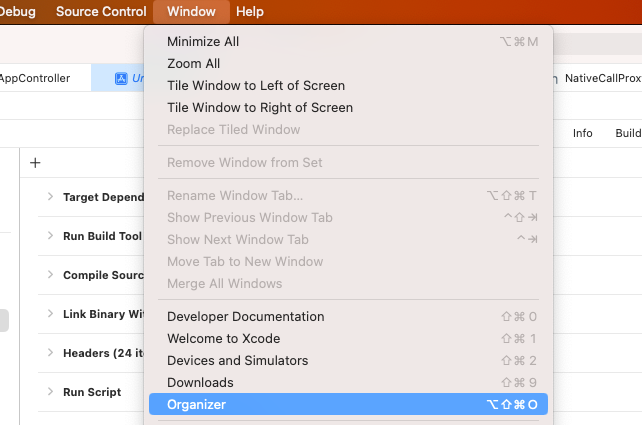 Debug Source Control Window Help
Minimize All ⌥⌘M
Zoom All
AppController
Tile Window to Left of Screen
NativeCallProx
Tile Window to Right of Screen
Replace Tiled Window
Info Build
Remove Window from Set
+
Rename Window Tab... ⌥⇧⌘T
Target Depend
Show Previous Window Tab ⌃⇧⇥
Show Next Window Tab ⌃⇥
Run Build Tool
Move Tab to New Window
Compile Sourc
Merge All Windows
Link Binary Wi
Developer Documentation ⇧⌘0
Welcome to Xcode ⇧⌘1
Headers (24 it
Devices and Simulators ⇧⌘2
Downloads ⇧⌘9
Run Script
Organizer ⌥⇧⌘O